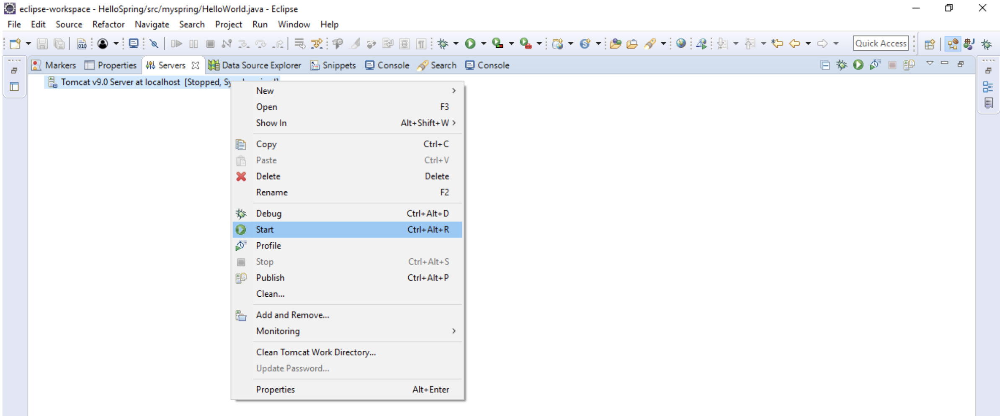 eclipse-workspace - HelloSpring/src/myspring/HelloWorld.java - Eclipse
File Edit Source Refactor Navigate Search Project Run Window Help
010
Quick Access
Markers Properties Servers Data Source Explorer Snippets Console Search Console
Tomcat v9.0 Server at localhost [Stopped,
New
Open F3
Show In Alt+Shift+W >
Copy Ctrl+C
Paste Ctrl+V
Delete Delete
Rename F2
Debug Ctrl+Alt+D
Start Ctrl+Alt+R
Profile
Stop Ctrl+Alt+S
Publish Ctrl+Alt+P
Clean...
Add and Remove...
Monitoring
Clean Tomcat Work Directory...
Update Password...
Properties Alt+Enter